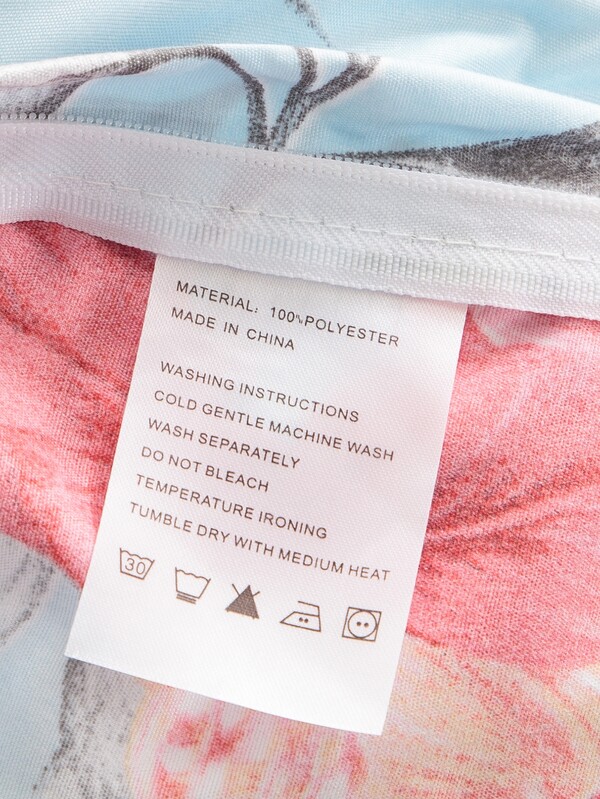 MATERIAL: 100%POLYESTER
MADE IN CHINA
WASHING INSTRUCTIONS
COLD GENTLE MACHINE WASH
WASH SEPARATELY
DO NOT BLEACH
TEMPERATURE IRONING
TUMBLE DRY WITH MEDIUM HEAT
30